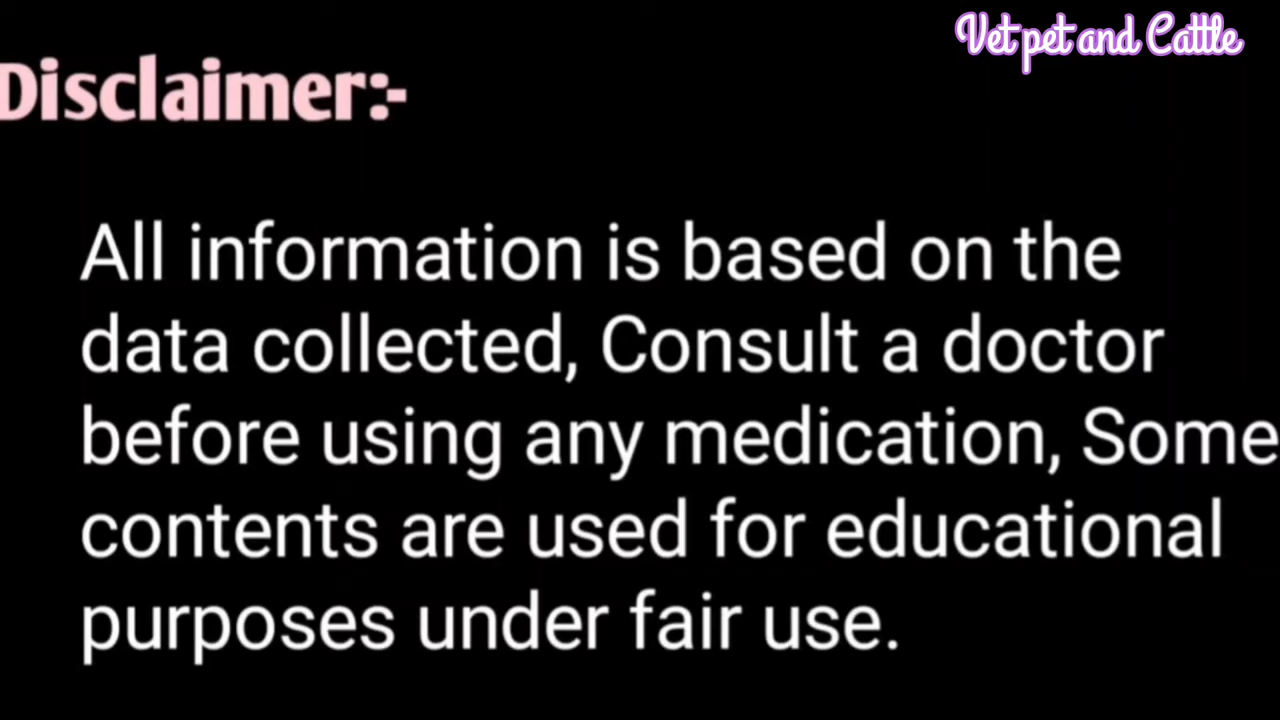 Vet pet and Cattle
Disclaimer:-
All information is based on the
data collected, Consult a doctor
before using any medication, Some
contents are used for educational
purposes under fair use.